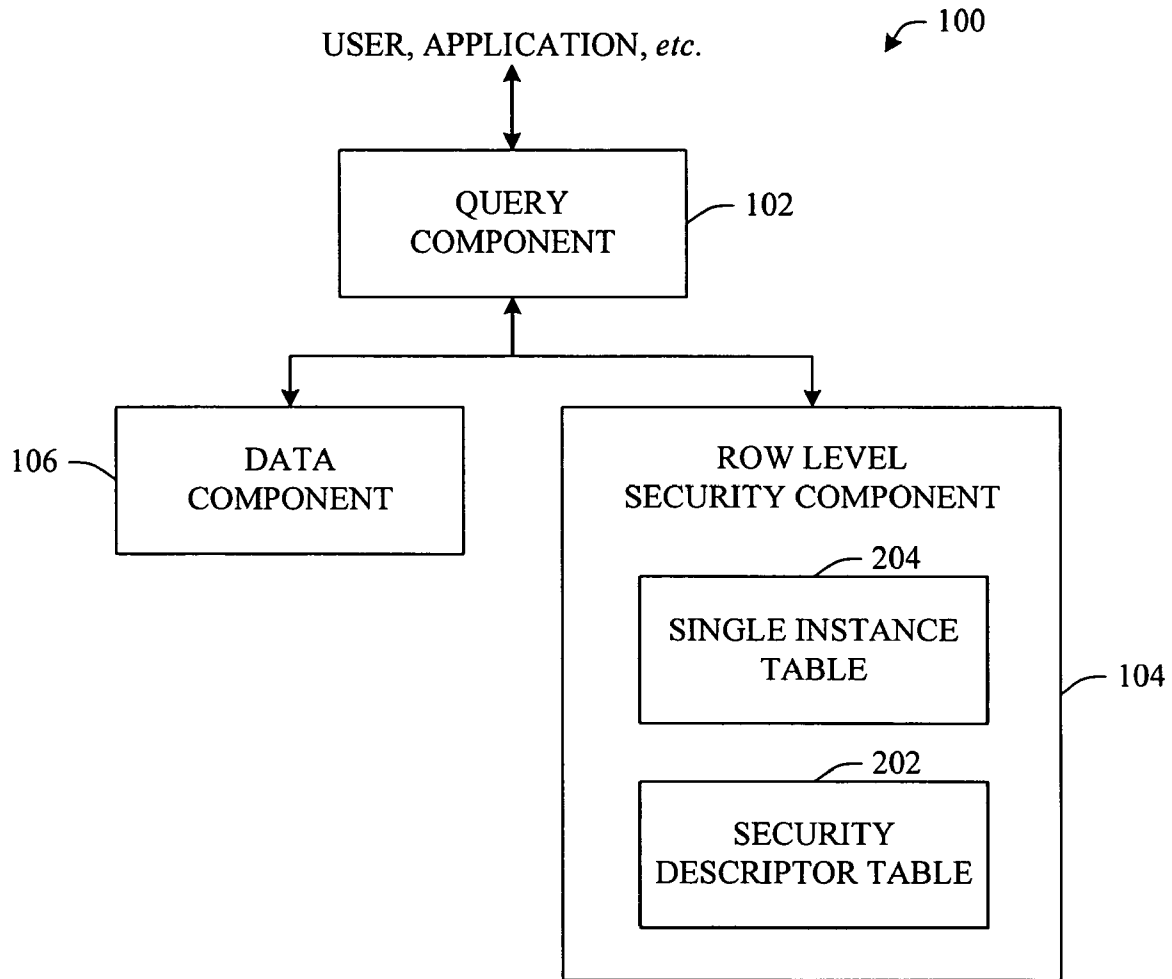 100
USER, APPLICATION, etc.
QUERY
COMPONENT
102
106
DATA
COMPONENT
ROW LEVEL
SECURITY COMPONENT
204
SINGLE INSTANCE
TABLE
104
202
SECURITY
DESCRIPTOR TABLE